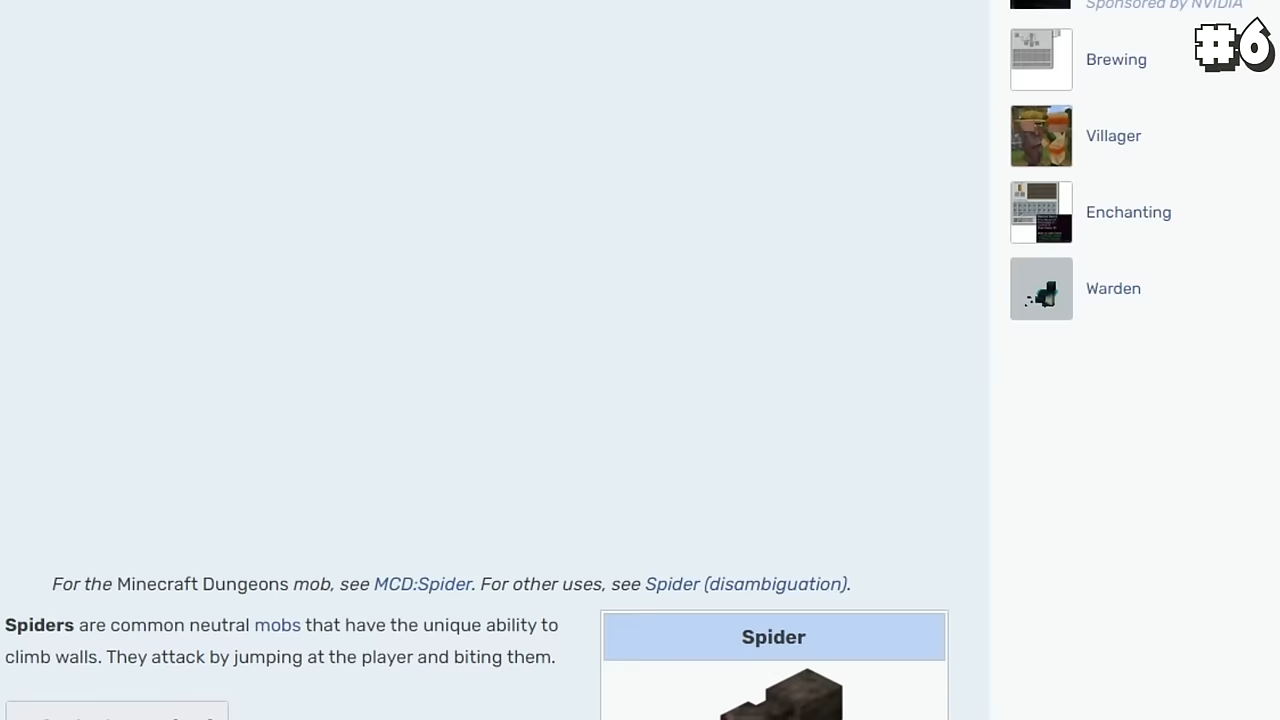 Sponsored by NVIDIA
#6
Brewing
Villager
Enchanting
Warden
For the Minecraft Dungeons mob, see MCD:Spider. For other uses, see Spider (disambiguation).
Spiders are common neutral mobs that have the unique ability to
climb walls. They attack by jumping at the player and biting them.
Spider